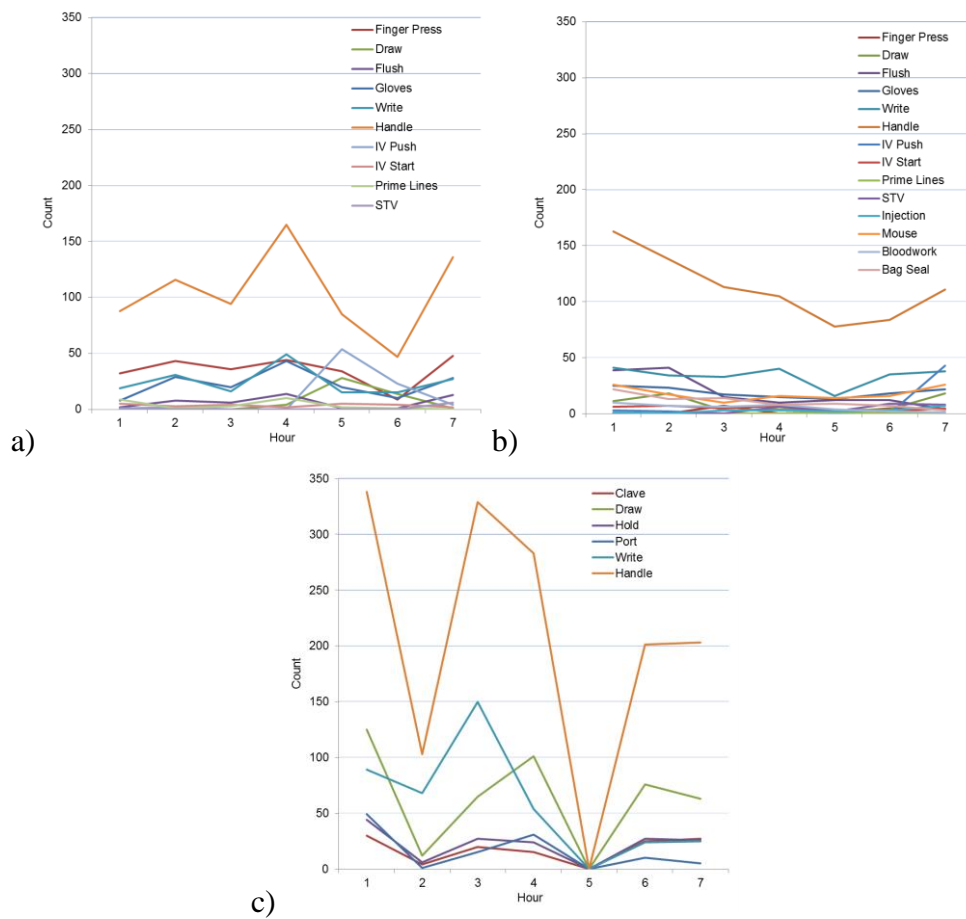 350
300
250
200
150
100
50
0
Count
Finger Press
Draw
Flush
Gloves
Write
Handle
IV Push
IV Start
Prime Lines
STV
1 2 3 4 5 6 7
Hour
a)
350
300
250
200
150
100
50
0
Count
Finger Press
Draw
Flush
Gloves
Write
Handle
IV Push
IV Start
Prime Lines
STV
Injection
Mouse
Bloodwork
Bag Seal
1 2 3 4 5 6 7
Hour
b)
350
300
250
200
150
100
50
0
Count
Clave
Draw
Hold
Port
Write
Handle
1 2 3 4 5 6 7
Hour
c)